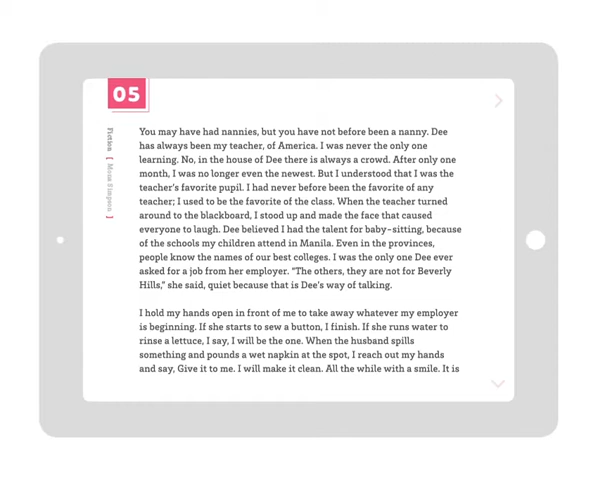 05
Fiction [ Mona Simpson ]
You may have had nannies, but you have not before been a nanny. Dee
has always been my teacher, of America. I was never the only one
learning. No, in the house of Dee there is always a crowd. After only one
month, I was no longer even the newest. But I understood that I was the
teacher's favorite pupil. I had never before been the favorite of any
teacher; I used to be the favorite of the class. When the teacher turned
around to the blackboard, I stood up and made the face that caused
everyone to laugh. Dee believed I had the talent for baby-sitting, because
of the schools my children attend in Manila. Even in the provinces,
people know the names of our best colleges. I was the only one Dee ever
asked for a job from her employer. "The others, they are not for Beverly
Hills," she said, quiet because that is Dee's way of talking.
I hold my hands open in front of me to take away whatever my employer
is beginning. If she starts to sew a button, I finish. If she runs water to
rinse a lettuce, I say, I will be the one. When the husband spills
something and pounds a wet napkin at the spot, I reach out my hands
and say, Give it to me. I will make it clean. All the while with a smile. It is